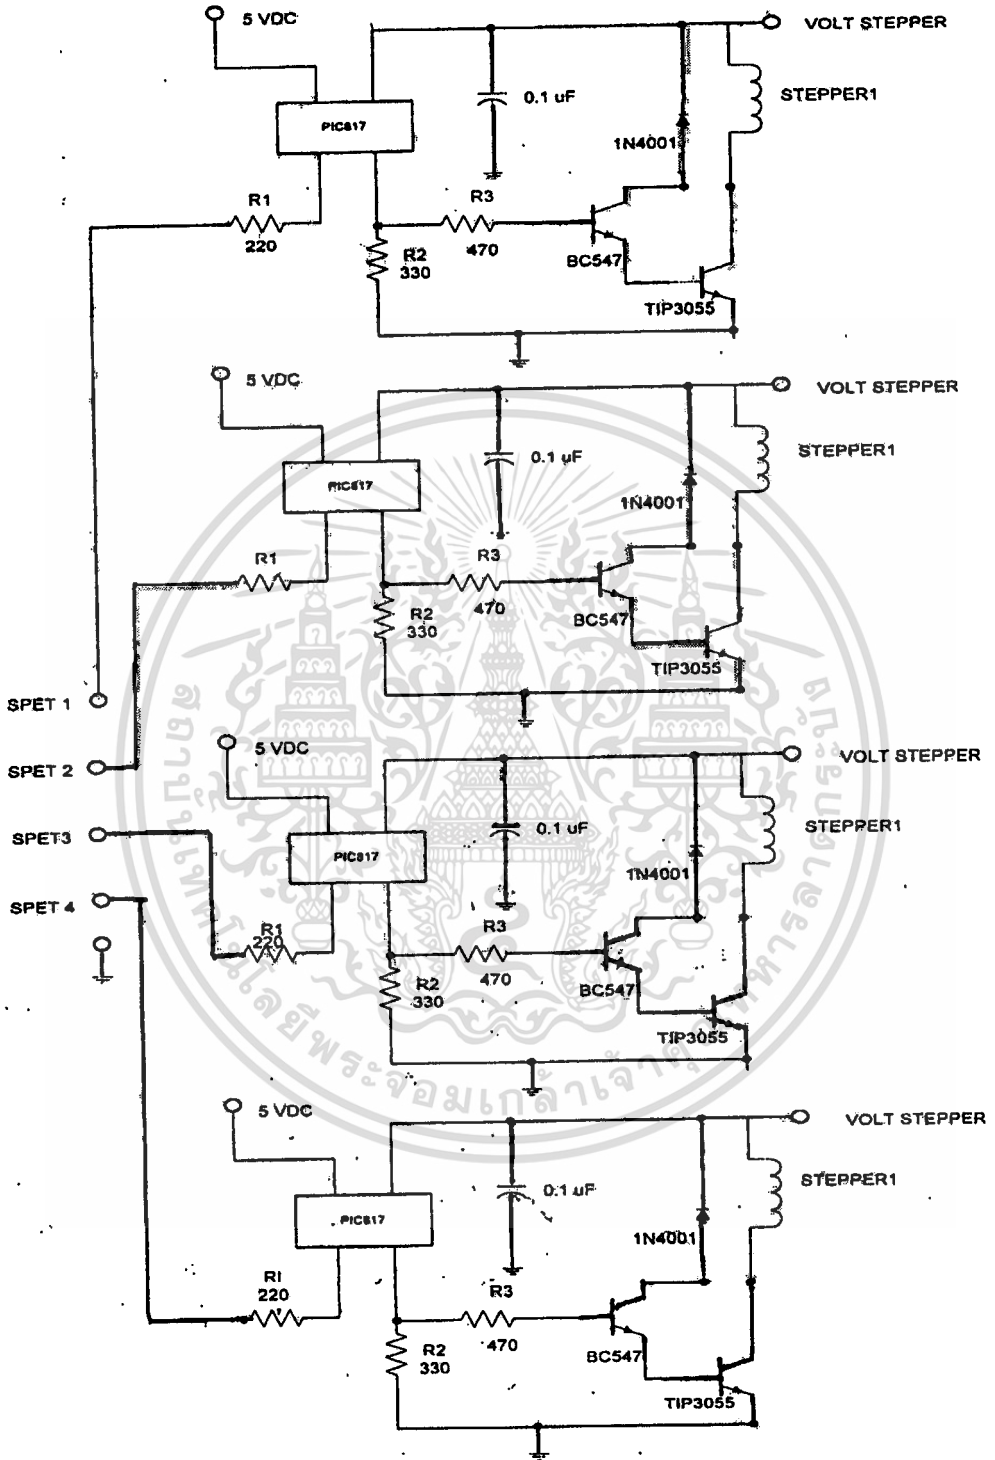 5 VDC
VOLT STEPPER
STEPPER1
0.1 uF
PIC817
1N4001
R1
220
R3
470
R2
330
BC547
TIP3055
5 VDC
VOLT STEPPER
STEPPER1
0.1 uF
PIC817
1N4001
R1
R3
470
R2
330
BC547
TIP3055
SPET 1
SPET 2
SPET3
SPET 4
5 VDC
VOLT STEPPER
STEPPER1
0.1 uF
PIC817
1N4001
R1
220
R3
470
R2
330
BC547
TIP3055
5 VDC
VOLT STEPPER
STEPPER1
0.1 uF
PIC817
1N4001
RI
220
R3
470
R2
330
BC547
TIP3055